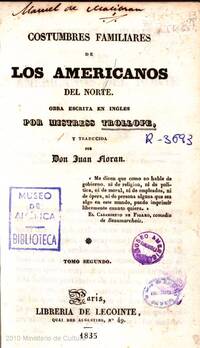 Manuel de
COSTUMBRES FAMILIARES
DE
LOS AMERICANOS
DEL NORTE.
OBRA ESCRITA EN INGLES
POR MISTRESS TROLLOPE,
Y TRADUCIDA
POR
Don Juan Floran.
R-3693
Me dicen que como no hable de
gobierno, ni de religion, ni de polí-
tica, ni de moral, ni de empleados, ni
de ópera, ni de persona alguna que sea
algo en este mundo, puedo imprimir
libremente cuanto quiera.
EL CASAMIENTO DE FIGARO, comedia
de Beaumarchais.
MUSEO
DE
AMÉRICA
BIBLIOTECA
TOMO SEGUNDO.
Paris,
LIBRERIA DE LECOINTE,
QUAI DES AUGUSTINS, Nº 49.
1835
2010 Ministerio de Cultura